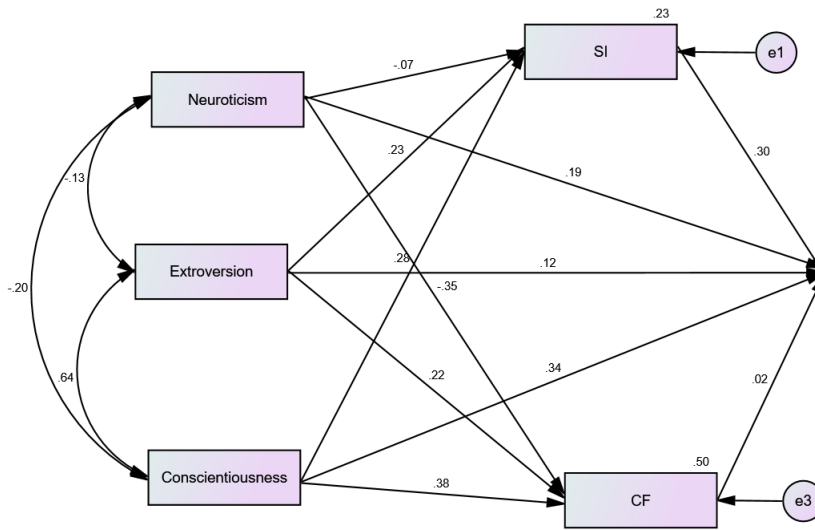 .23
SI
e1
-.07
Neuroticism
.23
.30
.19
-.13
Extroversion
.28
.12
-.20
-.35
.64
.22
.34
.02
.50
Conscientiousness
.38
CF
e3